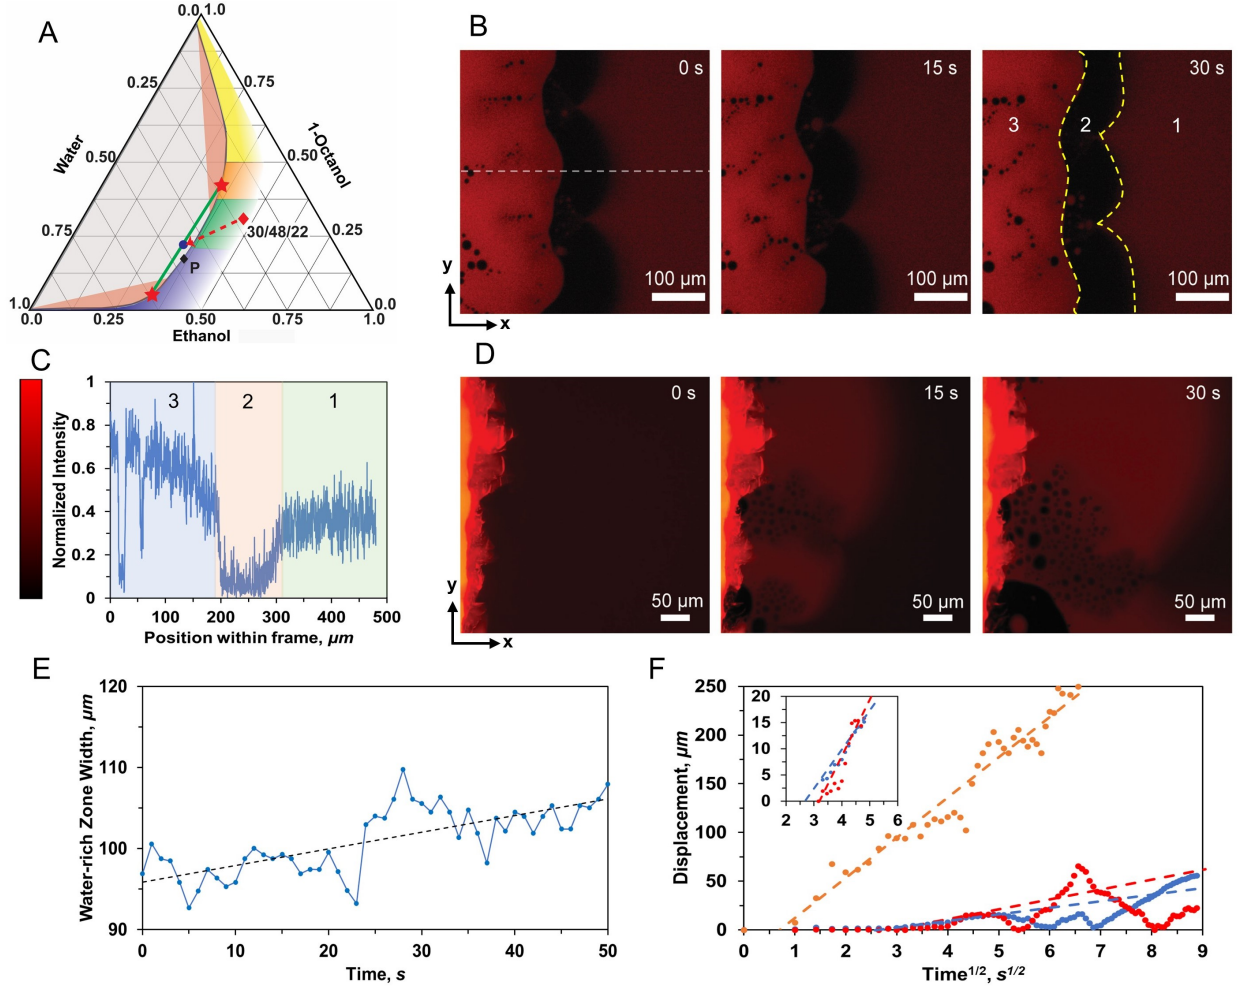 A
0.0 1.0
0.25
0.75
Water
1-Octanol
0.50
0.50
0.75
0.25
30/48/22
P
1.0
0.0
0.0
0.25
0.50
0.75
1.0
Ethanol
B
0 s
15 s
30 s
3
2
1
100 µm
100 µm
100 µm
y
x
C
Normalized Intensity
1
0.8
0.6
0.4
0.2
0
3
2
1
0
100
200
300
400
500
Position within frame, µm
D
0 s
15 s
30 s
50 µm
50 µm
50 µm
y
x
E
Water-rich Zone Width, µm
120
110
100
90
0
10
20
30
40
50
Time, s
F
Displacement, µm
250
200
150
100
50
0
20
15
10
5
0
2
3
4
5
6
0
1
2
3
4
5
6
7
8
9
Time1/2, s1/2